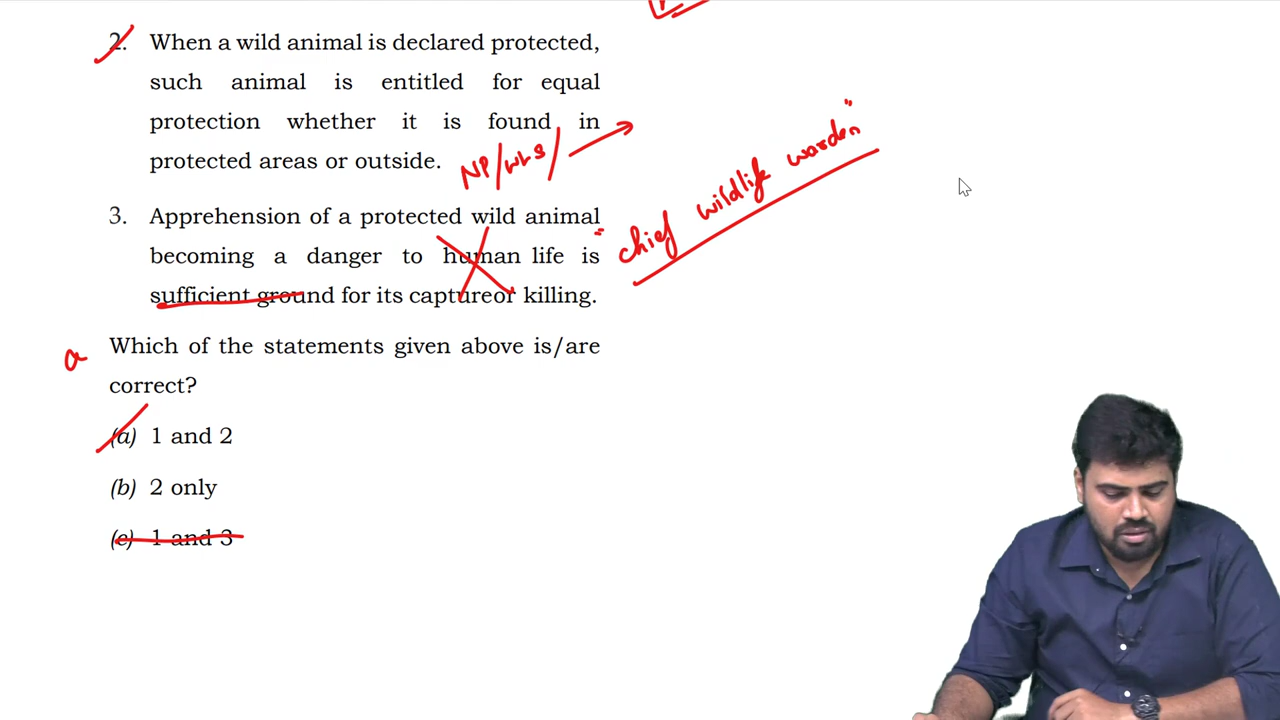 2. When a wild animal is declared protected,
such animal is entitled for equal
protection whether it is found in
protected areas or outside.
NP/WLS/
3. Apprehension of a protected wild animal
becoming a danger to human life is
sufficient ground for its captureor killing.
"chief wildlife warden"
Which of the statements given above is/are
correct?
a
(a) 1 and 2
(b) 2 only
(c) 1 and 3